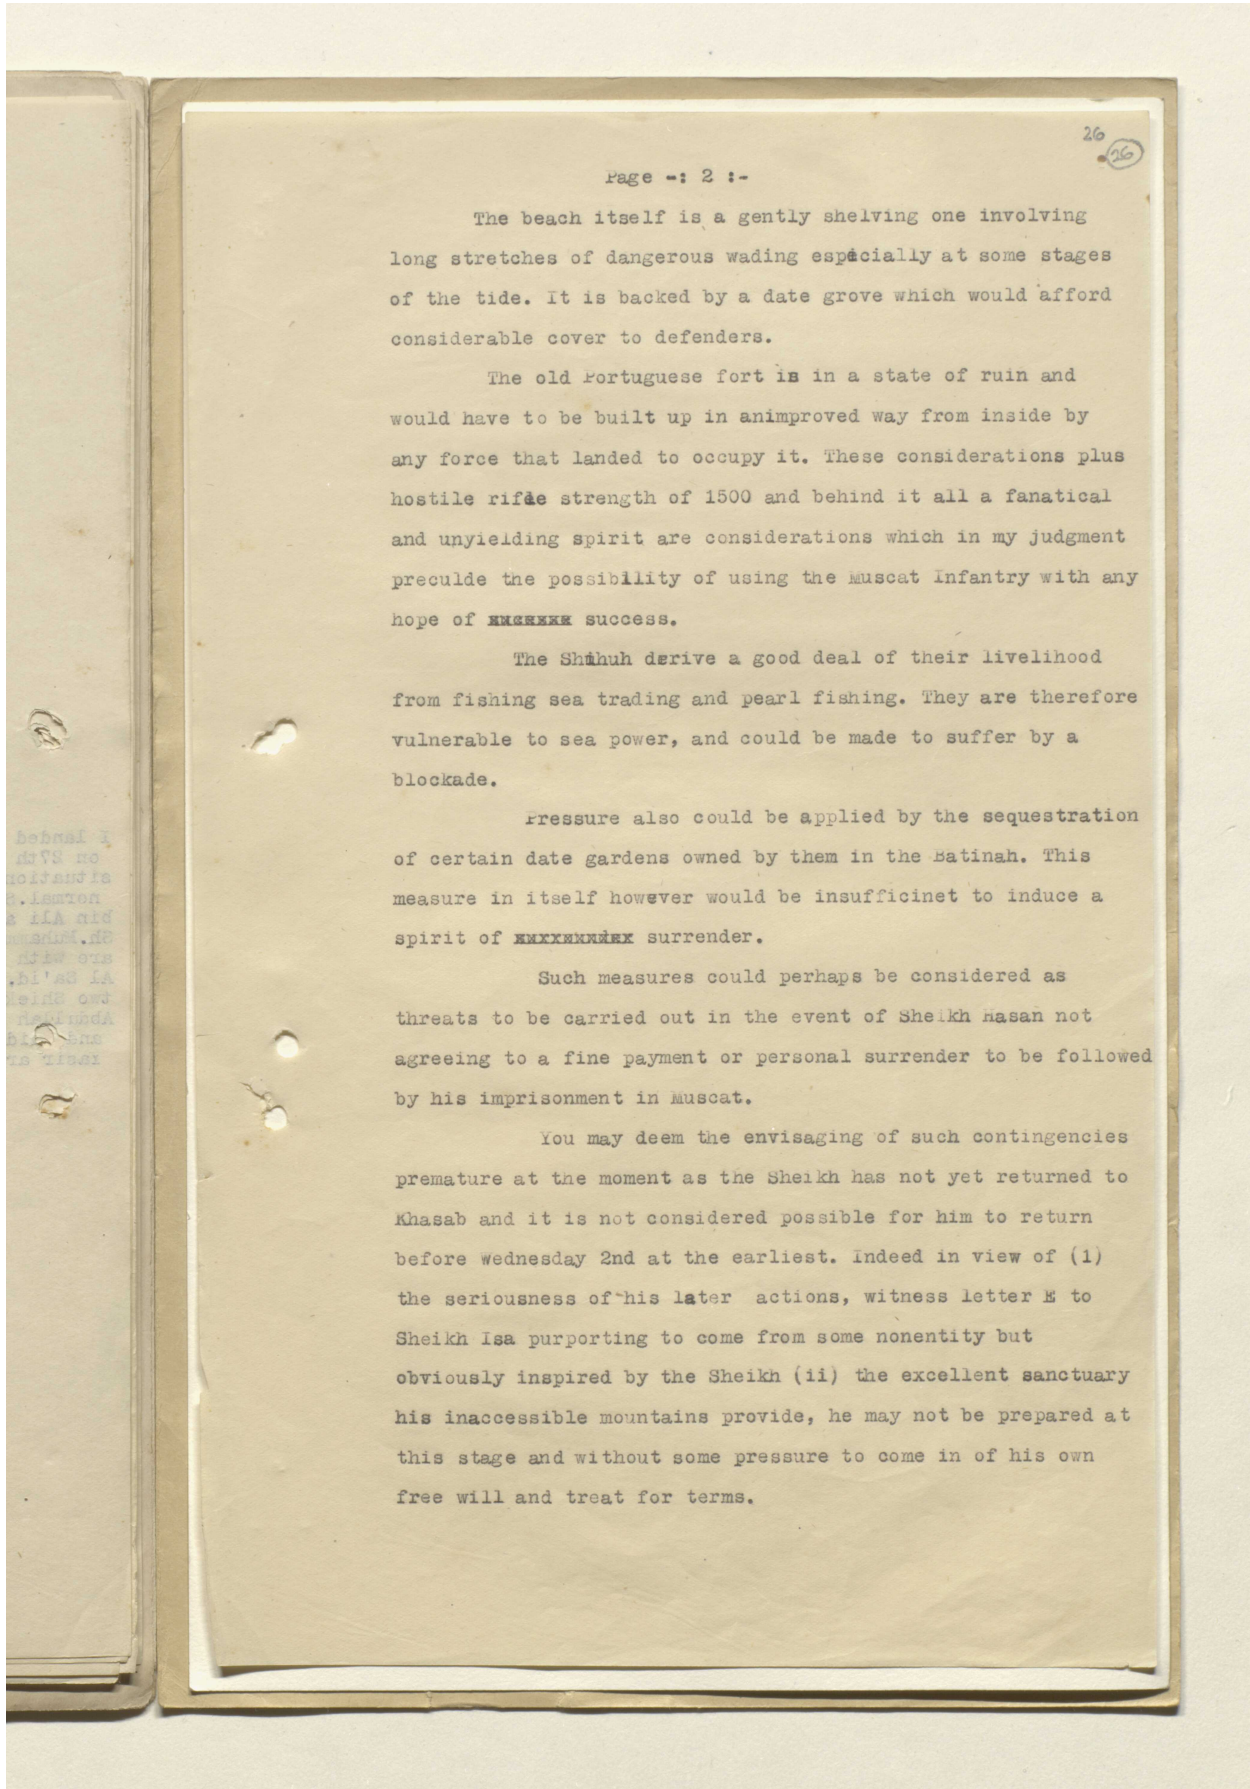 26
26
Page -: 2 :-
The beach itself is a gently shelving one involving
long stretches of dangerous wading especially at some stages
of the tide. It is backed by a date grove which would afford
considerable cover to defenders.
The old Portuguese fort is in a state of ruin and
would have to be built up in animproved way from inside by
any force that landed to occupy it. These considerations plus
hostile rifle strength of 1500 and behind it all a fanatical
and unyielding spirit are considerations which in my judgment
preculde the possibility of using the Muscat Infantry with any
hope of success.
The Shihuh derive a good deal of their livelihood
from fishing sea trading and pearl fishing. They are therefore
vulnerable to sea power, and could be made to suffer by a
blockade.
Pressure also could be applied by the sequestration
of certain date gardens owned by them in the Batinah. This
measure in itself however would be insufficinet to induce a
spirit of surrender.
Such measures could perhaps be considered as
threats to be carried out in the event of Sheikh Hasan not
agreeing to a fine payment or personal surrender to be followed
by his imprisonment in Muscat.
You may deem the envisaging of such contingencies
premature at the moment as the Sheikh has not yet returned to
Khasab and it is not considered possible for him to return
before Wednesday 2nd at the earliest. Indeed in view of (1)
the seriousness of his later actions, witness letter E to
Sheikh Isa purporting to come from some nonentity but
obviously inspired by the Sheikh (ii) the excellent sanctuary
his inaccessible mountains provide, he may not be prepared at
this stage and without some pressure to come in of his own
free will and treat for terms.